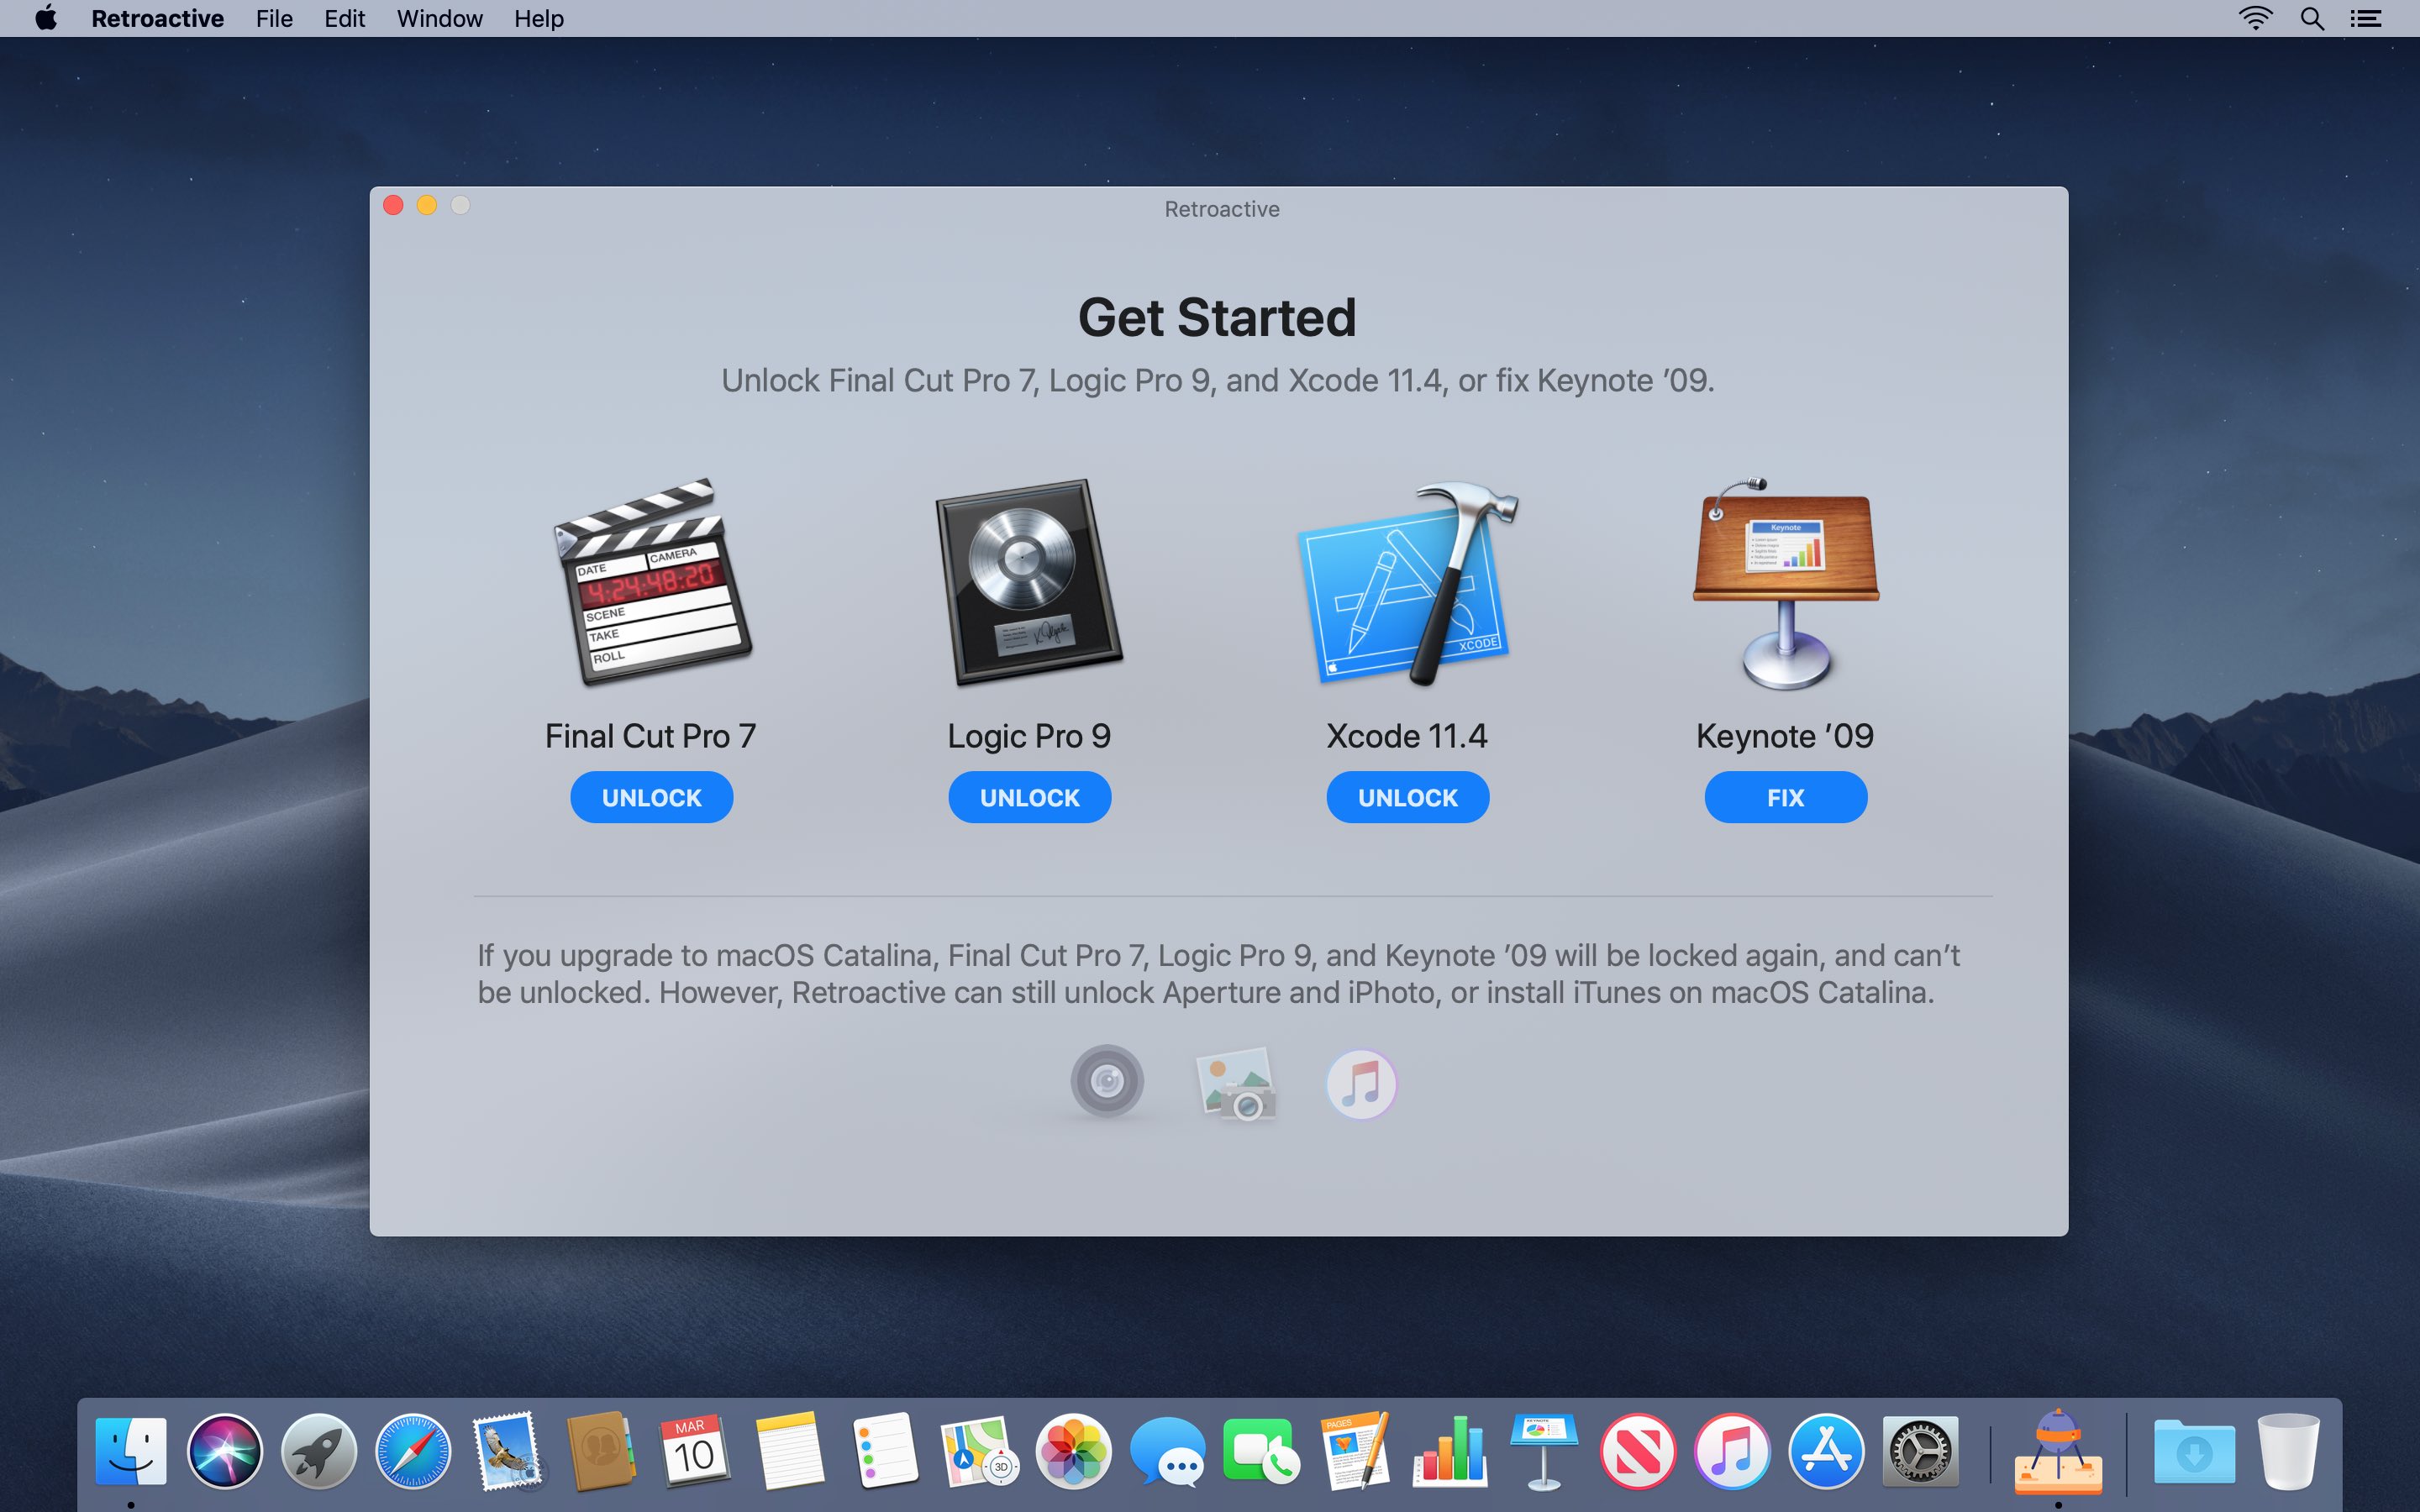 Retroactive File Edit Window Help
Retroactive
Get Started
Unlock Final Cut Pro 7, Logic Pro 9, and Xcode 11.4, or fix Keynote ’09.
DATE CAMERA
4:24:48:20
SCENE
TAKE
ROLL
XCODE
Keynote
Final Cut Pro 7
Logic Pro 9
Xcode 11.4
Keynote ’09
UNLOCK
UNLOCK
UNLOCK
FIX
If you upgrade to macOS Catalina, Final Cut Pro 7, Logic Pro 9, and Keynote ’09 will be locked again, and can’t
be unlocked. However, Retroactive can still unlock Aperture and iPhoto, or install iTunes on macOS Catalina.
MAR
10
3D
PAGES